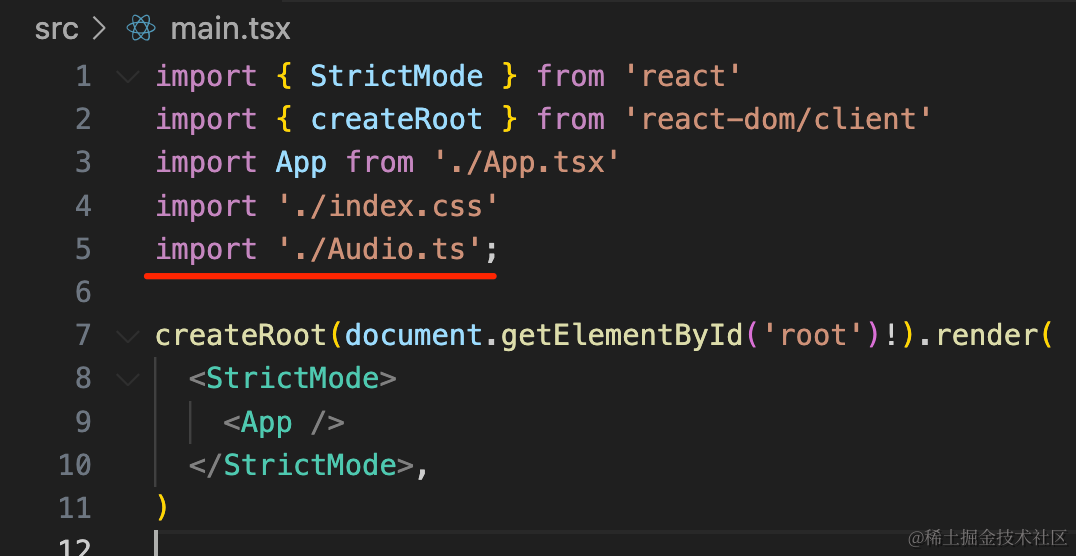 src > main.tsx
1 import { StrictMode } from 'react'
2 import { createRoot } from 'react-dom/client'
3 import App from './App.tsx'
4 import './index.css'
5 import './Audio.ts';
6
7 createRoot(document.getElementById('root')!).render(
8   <StrictMode>
9     <App />
10   </StrictMode>,
11 )
12
@稀土掘金技术社区